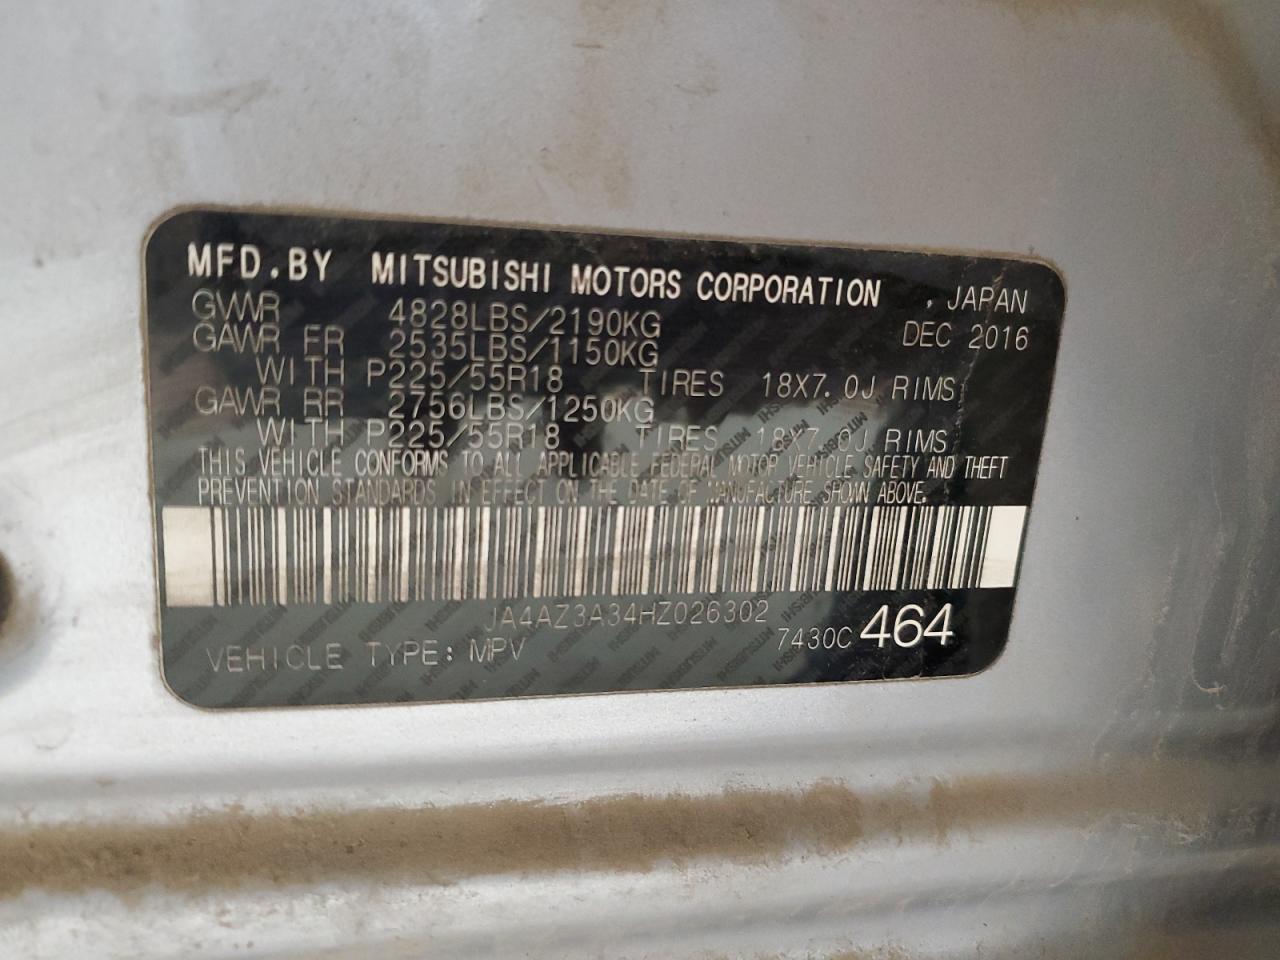 MFD.BY MITSUBISHI MOTORS CORPORATION , JAPAN
GVWR 4828LBS/2190KG DEC 2016
GAWR FR 2535LBS/1150KG
WITH P225/55R18 TIRES 18X7.0J RIMS
GAWR RR 2756LBS/1250KG
WITH P225/55R18 TIRES 18X7.0J RIMS
THIS VEHICLE CONFORMS TO ALL APPLICABLE FEDERAL MOTOR VEHICLE SAFETY AND THEFT
PREVENTION STANDARDS IN EFFECT ON THE DATE OF MANUFACTURE SHOWN ABOVE.
JA4AZ3A34HZ026302
VEHICLE TYPE: MPV 7430C 464